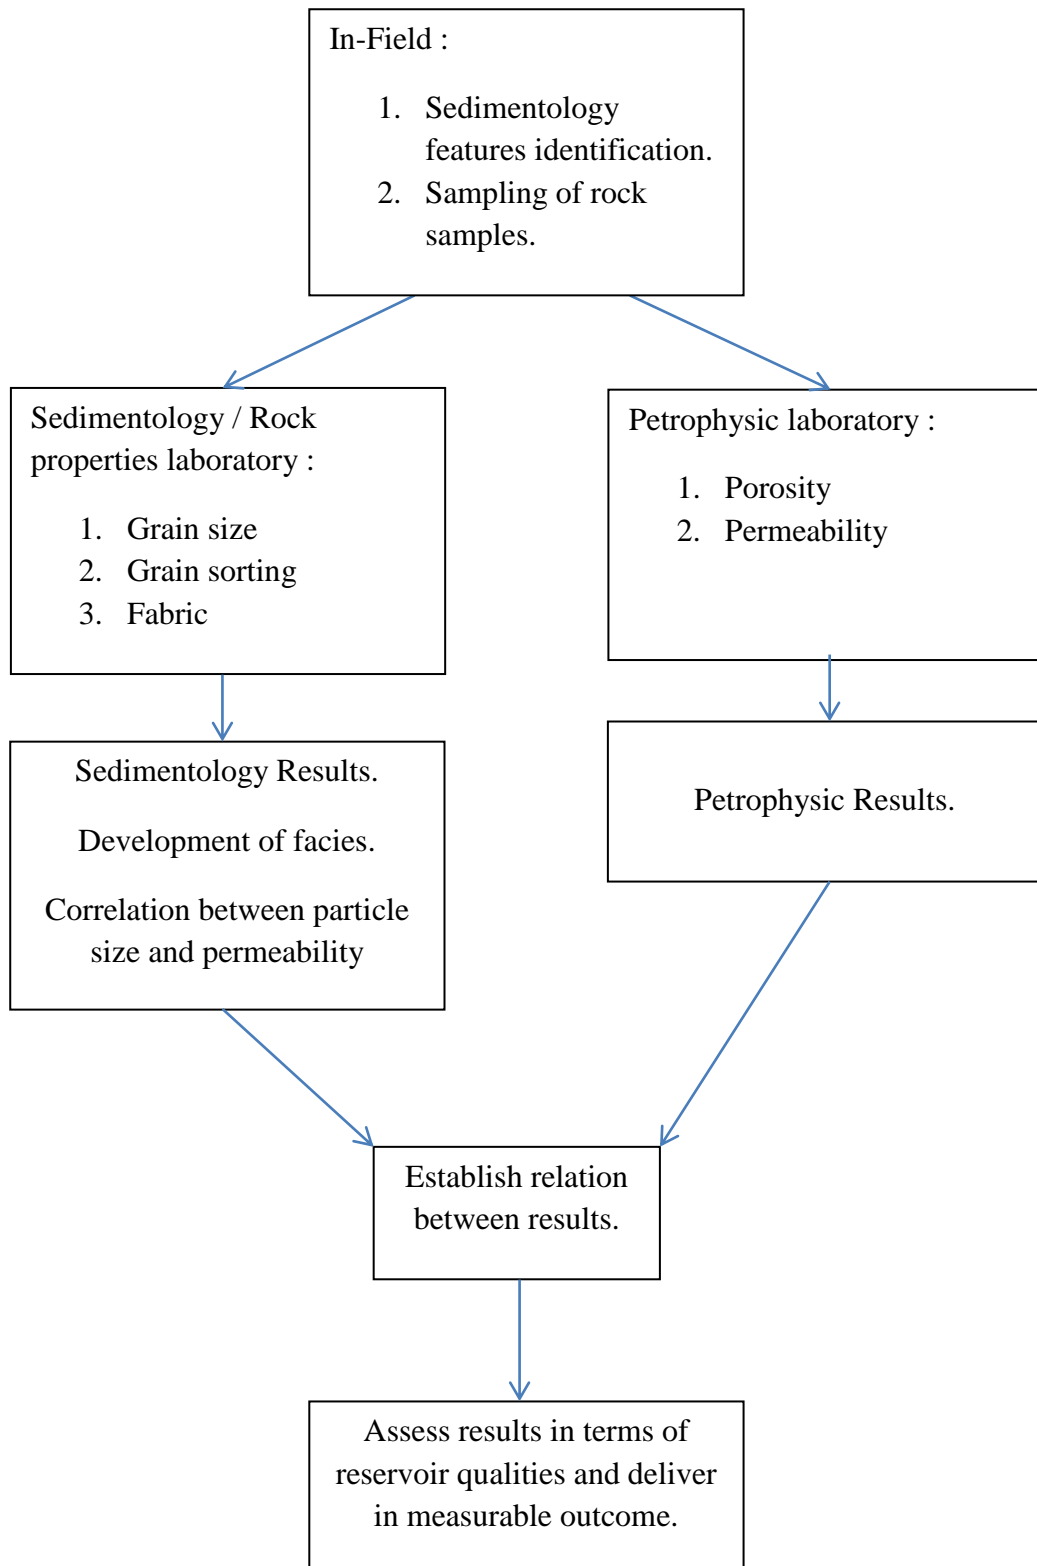 In-Field :
1. Sedimentology
features identification.
2. Sampling of rock
samples.
Sedimentology / Rock
properties laboratory :
1. Grain size
2. Grain sorting
3. Fabric
Petrophysic laboratory :
1. Porosity
2. Permeability
Sedimentology Results.
Development of facies.
Correlation between particle
size and permeability
Petrophysic Results.
Establish relation
between results.
Assess results in terms of
reservoir qualities and deliver
in measurable outcome.